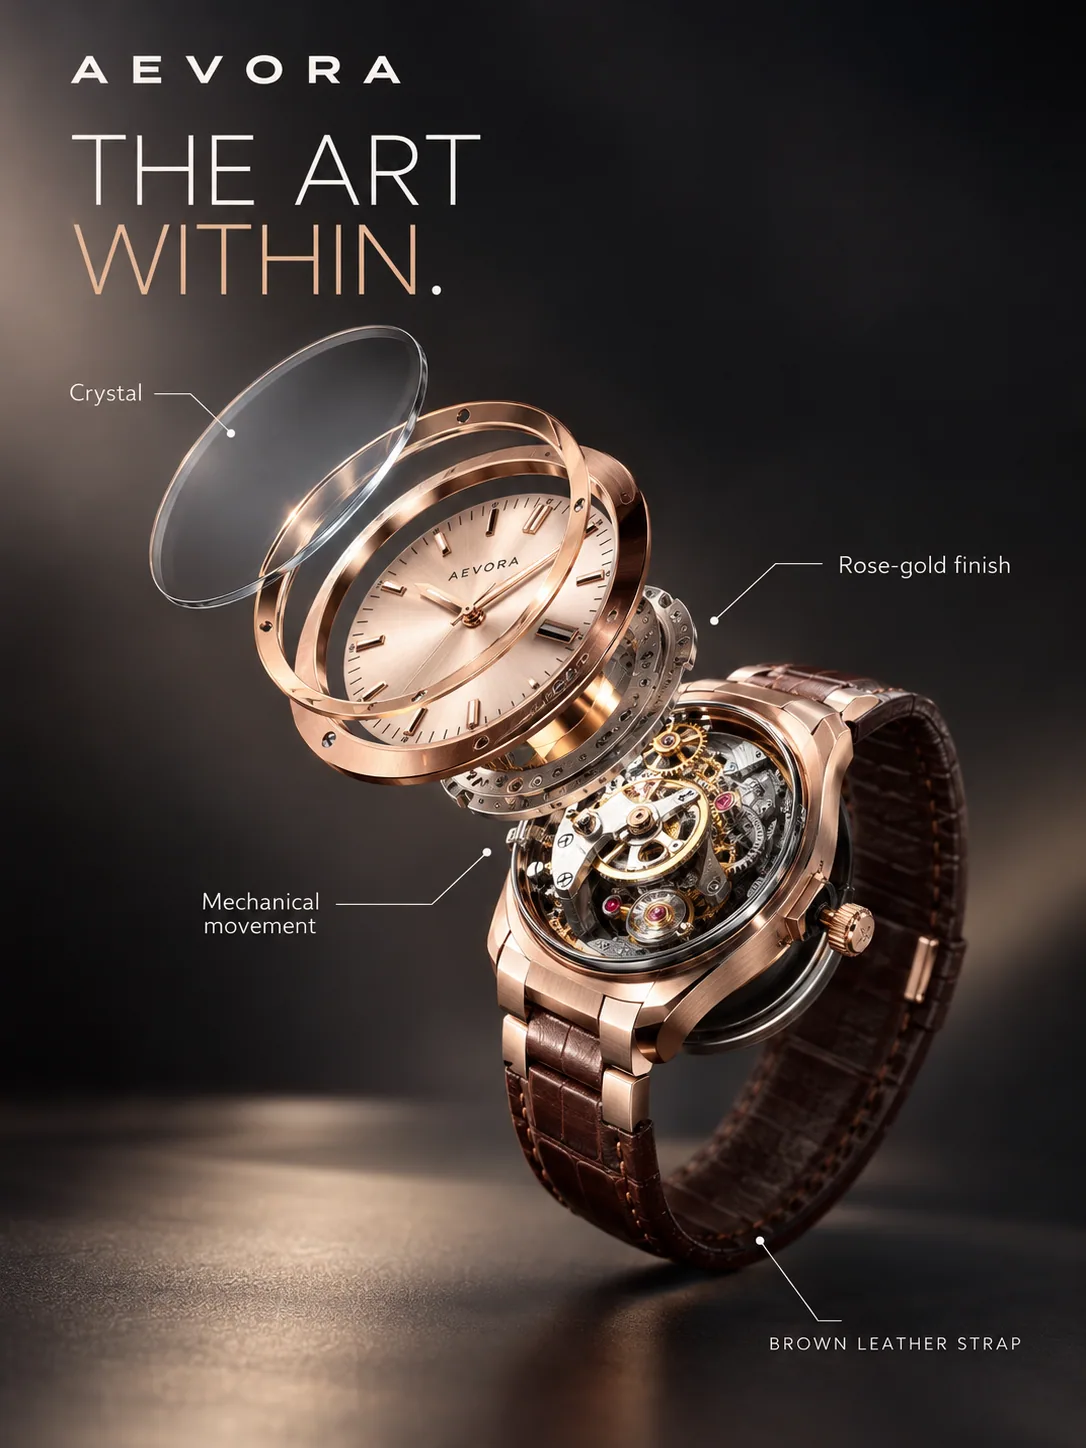 AEVORA
THE ART
WITHIN.
Crystal
AEVORA
Rose-gold finish
Mechanical
movement
BROWN LEATHER STRAP